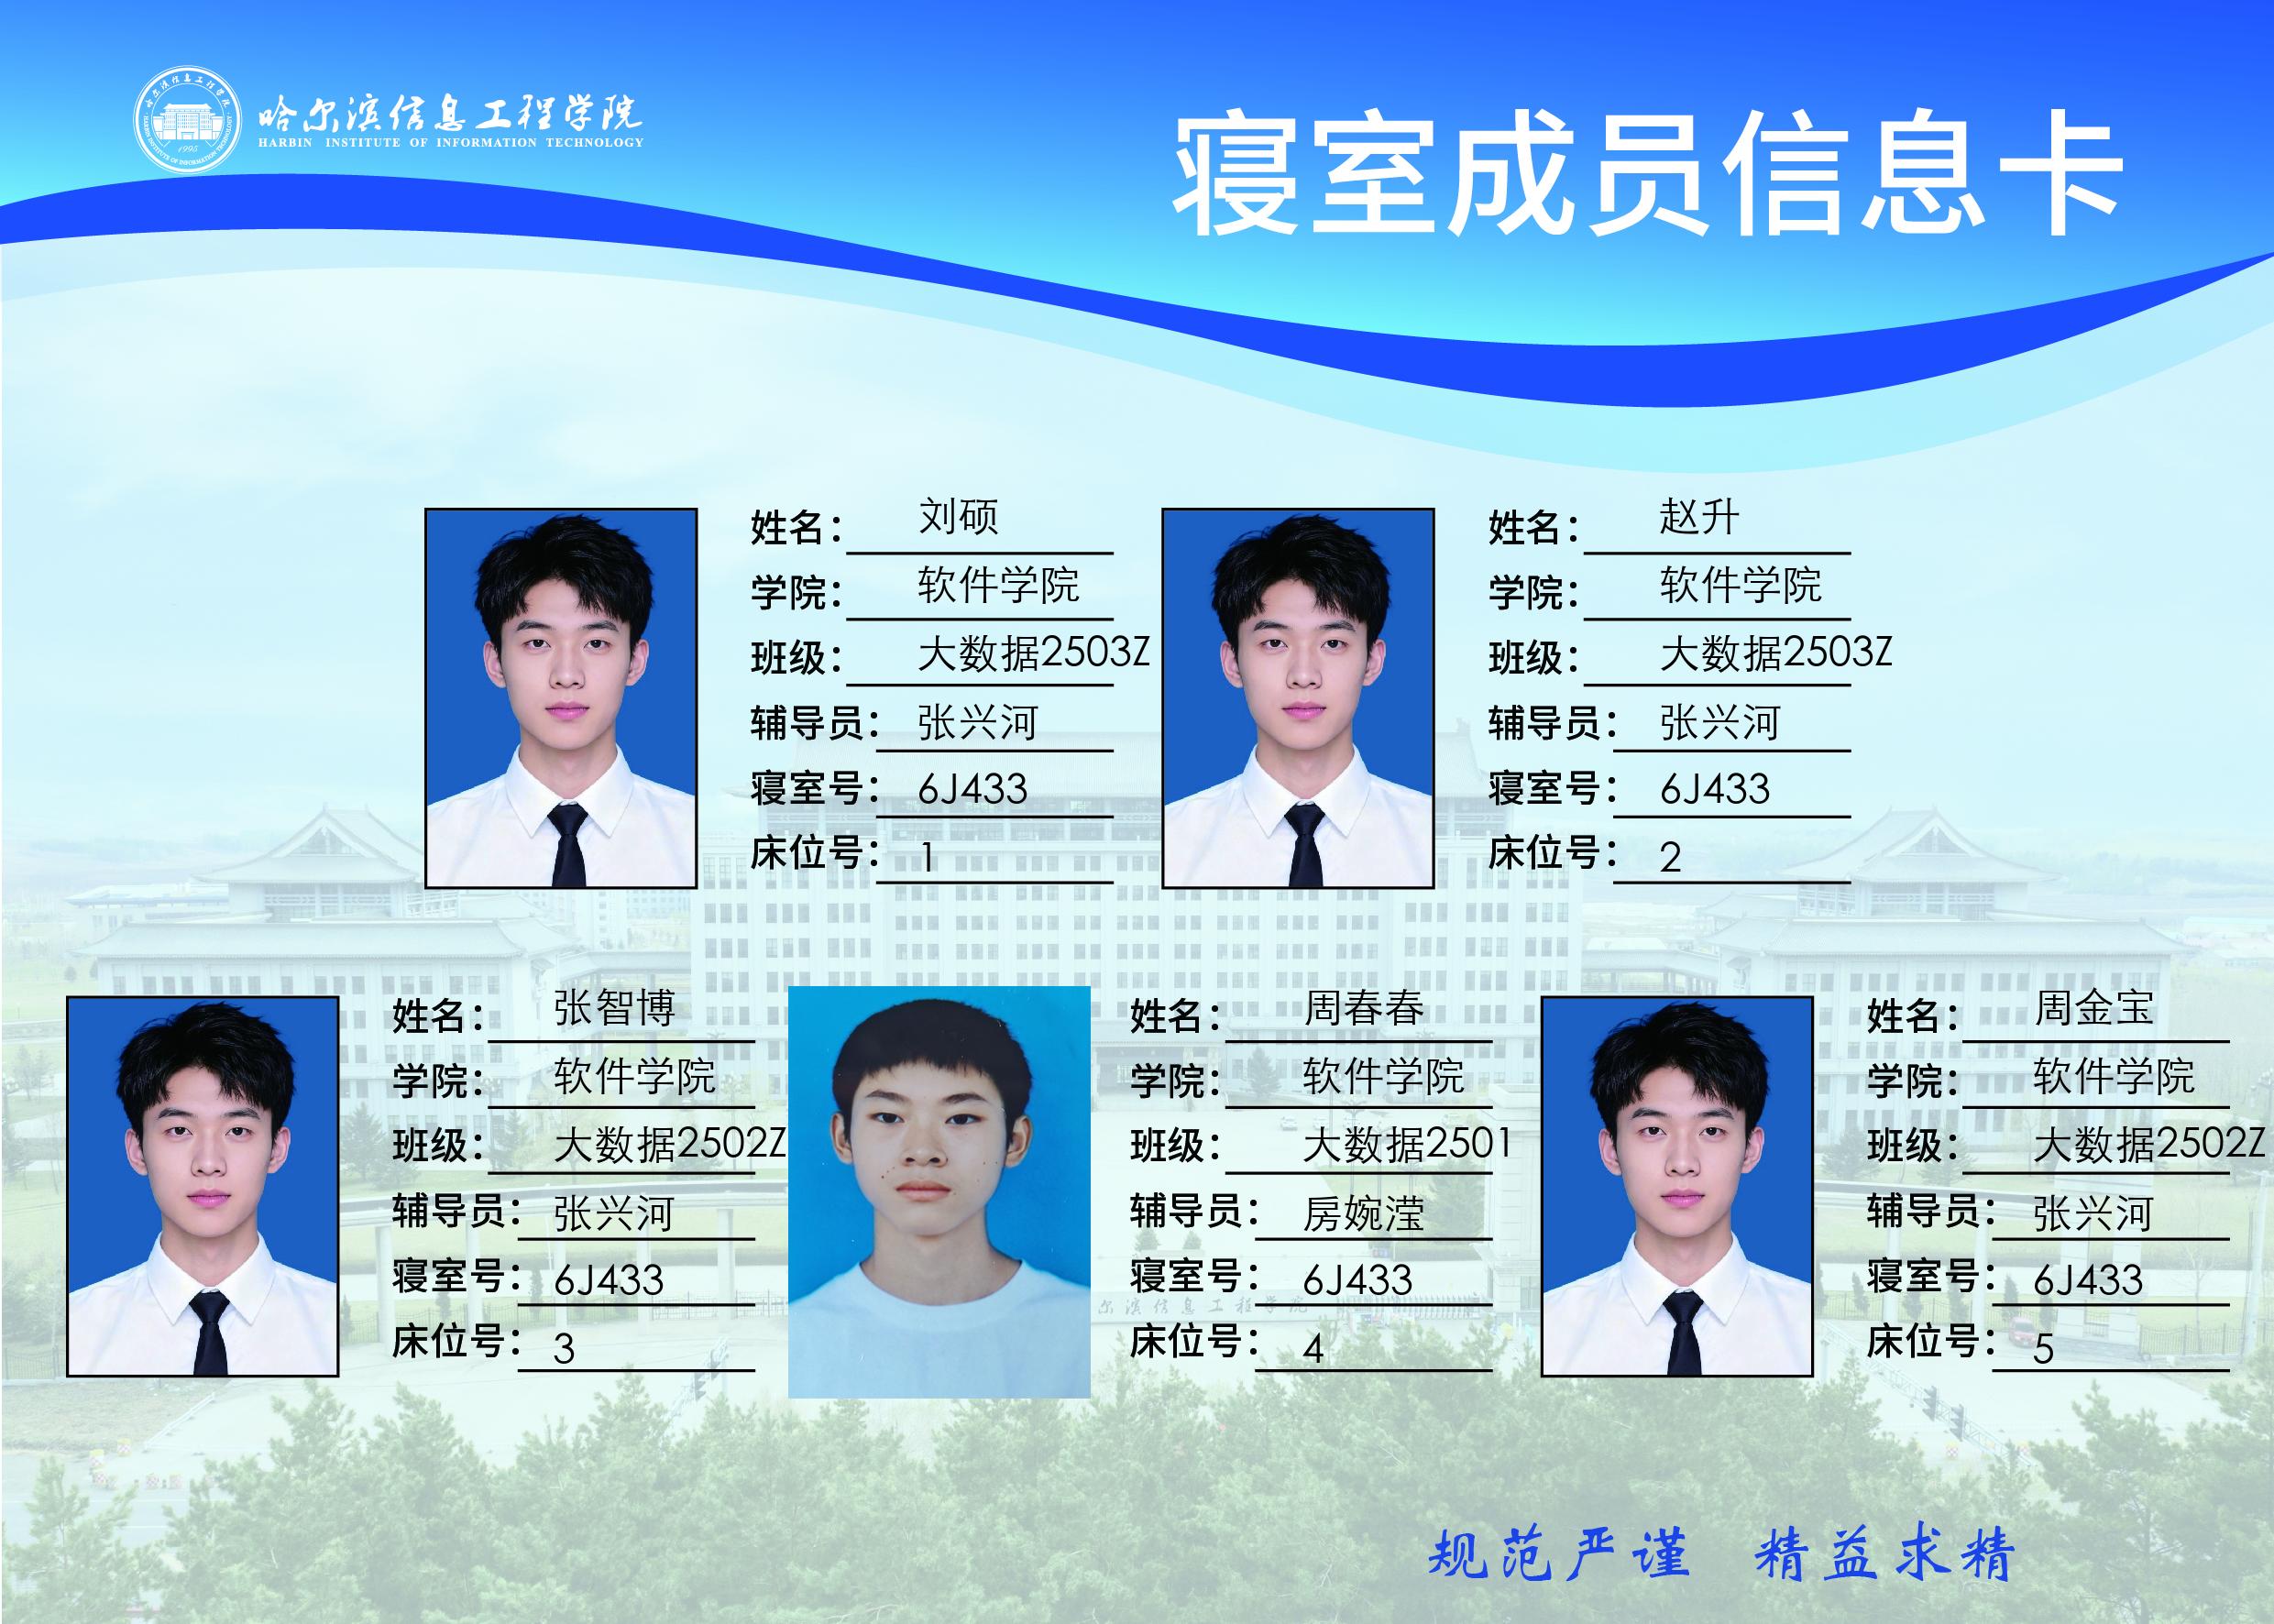 哈尔滨信息工程学院
HARBIN INSTITUTE OF INFORMATION TECHNOLOGY
1995
寝室成员信息卡
姓名：刘硕
学院：软件学院
班级：大数据2503Z
辅导员：张兴河
寝室号：6J433
床位号：1
姓名：赵升
学院：软件学院
班级：大数据2503Z
辅导员：张兴河
寝室号：6J433
床位号：2
姓名：张智博
学院：软件学院
班级：大数据2502Z
辅导员：张兴河
寝室号：6J433
床位号：3
姓名：周春春
学院：软件学院
班级：大数据2501
辅导员：房婉滢
寝室号：6J433
床位号：4
姓名：周金宝
学院：软件学院
班级：大数据2502Z
辅导员：张兴河
寝室号：6J433
床位号：5
尔滨信息工程学院
规范严谨 精益求精